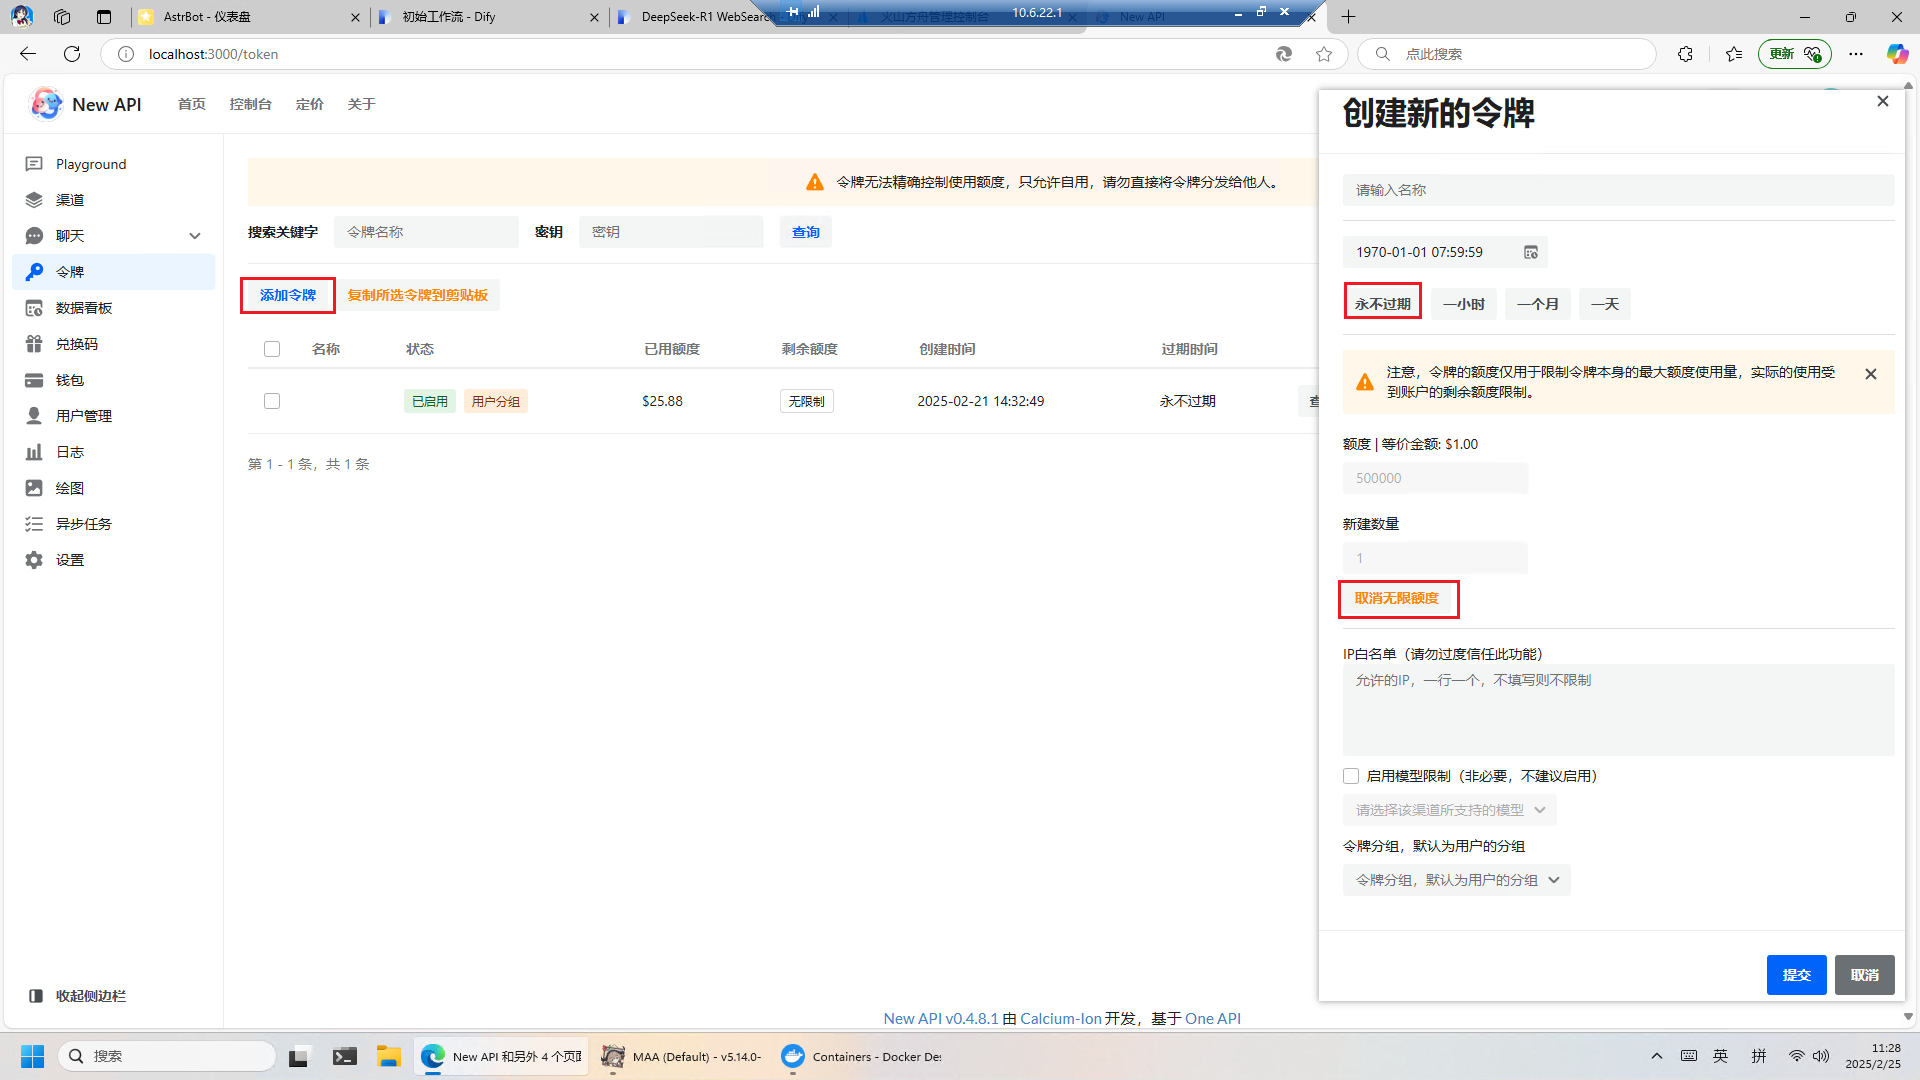 AstrBot - 仪表盘
初始工作流 - Dify
DeepSeek-R1 WebSearch
10.6.22.1
火山方舟管理控制台
New API
localhost:3000/token
点此搜索
更新
New API
首页
控制台
定价
关于
Playground
渠道
聊天
令牌
数据看板
兑换码
钱包
用户管理
日志
绘图
异步任务
设置
收起侧边栏
令牌无法精确控制使用额度，只允许自用，请勿直接将令牌分发给他人。
搜索关键字
令牌名称
密钥
密钥
查询
添加令牌
复制所选令牌到剪贴板
名称 状态 已用额度 剩余额度 创建时间 过期时间
已启用 用户分组 $25.88 无限制 2025-02-21 14:32:49 永不过期
第 1 - 1 条，共 1 条
New API v0.4.8.1 由 Calcium-Ion 开发，基于 One API
创建新的令牌
请输入名称
1970-01-01 07:59:59
永不过期 一小时 一个月 一天
注意，令牌的额度仅用于限制令牌本身的最大额度使用量，实际的使用受
到账户的剩余额度限制。
额度 | 等价金额: $1.00
500000
新建数量
1
取消无限额度
IP白名单（请勿过度信任此功能）
允许的IP，一行一个，不填写则不限制
启用模型限制（非必要，不建议启用）
请选择该渠道所支持的模型
令牌分组，默认为用户的分组
令牌分组，默认为用户的分组
提交
取消
搜索
New API 和另外 4 个页面
MAA (Default) - v5.14.0-
Containers - Docker Des
英
拼
11:28
2025/2/25